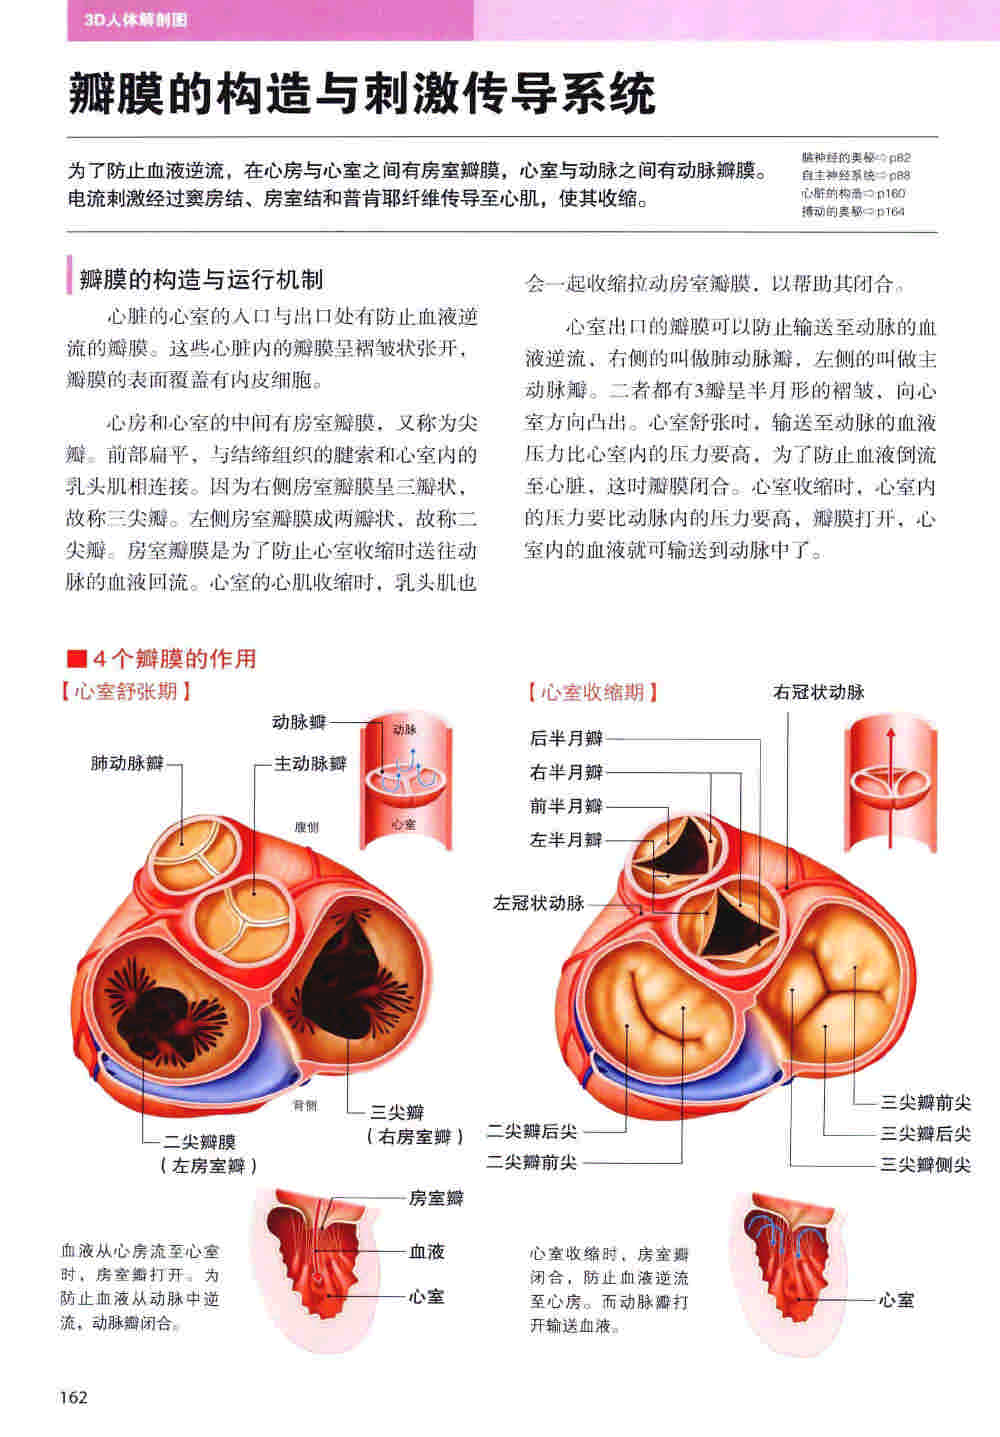 3D人体解剖图
瓣膜的构造与刺激传导系统
为了防止血液逆流，在心房与心室之间有房室瓣膜，心室与动脉之间有动脉瓣膜。
电流刺激经过窦房结、房室结和普肯耶纤维传导至心肌，使其收缩。
脑神经的奥秘⇨p82
自主神经系统⇨p88
心脏的构造⇨p160
搏动的奥秘⇨p164
瓣膜的构造与运行机制
心脏的心室的入口与出口处有防止血液逆
流的瓣膜。这些心脏内的瓣膜呈褶皱状张开，
瓣膜的表面覆盖有内皮细胞。
心房和心室的中间有房室瓣膜，又称为尖
瓣。前部扁平，与结缔组织的腱索和心室内的
乳头肌相连接。因为右侧房室瓣膜呈三瓣状，
故称三尖瓣。左侧房室瓣膜成两瓣状，故称二
尖瓣。房室瓣膜是为了防止心室收缩时送往动
脉的血液回流。心室的心肌收缩时，乳头肌也
会一起收缩拉动房室瓣膜，以帮助其闭合。
心室出口的瓣膜可以防止输送至动脉的血
液逆流，右侧的叫做肺动脉瓣，左侧的叫做主
动脉瓣。二者都有3瓣呈半月形的褶皱，向心
室方向凸出。心室舒张时，输送至动脉的血液
压力比心室内的压力要高，为了防止血液倒流
至心脏，这时瓣膜闭合。心室收缩时，心室内
的压力要比动脉内的压力要高，瓣膜打开，心
室内的血液就可输送到动脉中了。
■4个瓣膜的作用
【心室舒张期】
动脉瓣
动脉
肺动脉瓣
主动脉瓣
腹侧
心室
背侧
三尖瓣
（右房室瓣）
二尖瓣膜
（左房室瓣）
房室瓣
血液
心室
血液从心房流至心室
时，房室瓣打开。为
防止血液从动脉中逆
流，动脉瓣闭合。
【心室收缩期】
右冠状动脉
后半月瓣
右半月瓣
前半月瓣
左半月瓣
左冠状动脉
三尖瓣前尖
二尖瓣后尖
三尖瓣后尖
二尖瓣前尖
三尖瓣侧尖
心室收缩时，房室瓣
闭合，防止血液逆流
至心房。而动脉瓣打
开输送血液。
心室
162